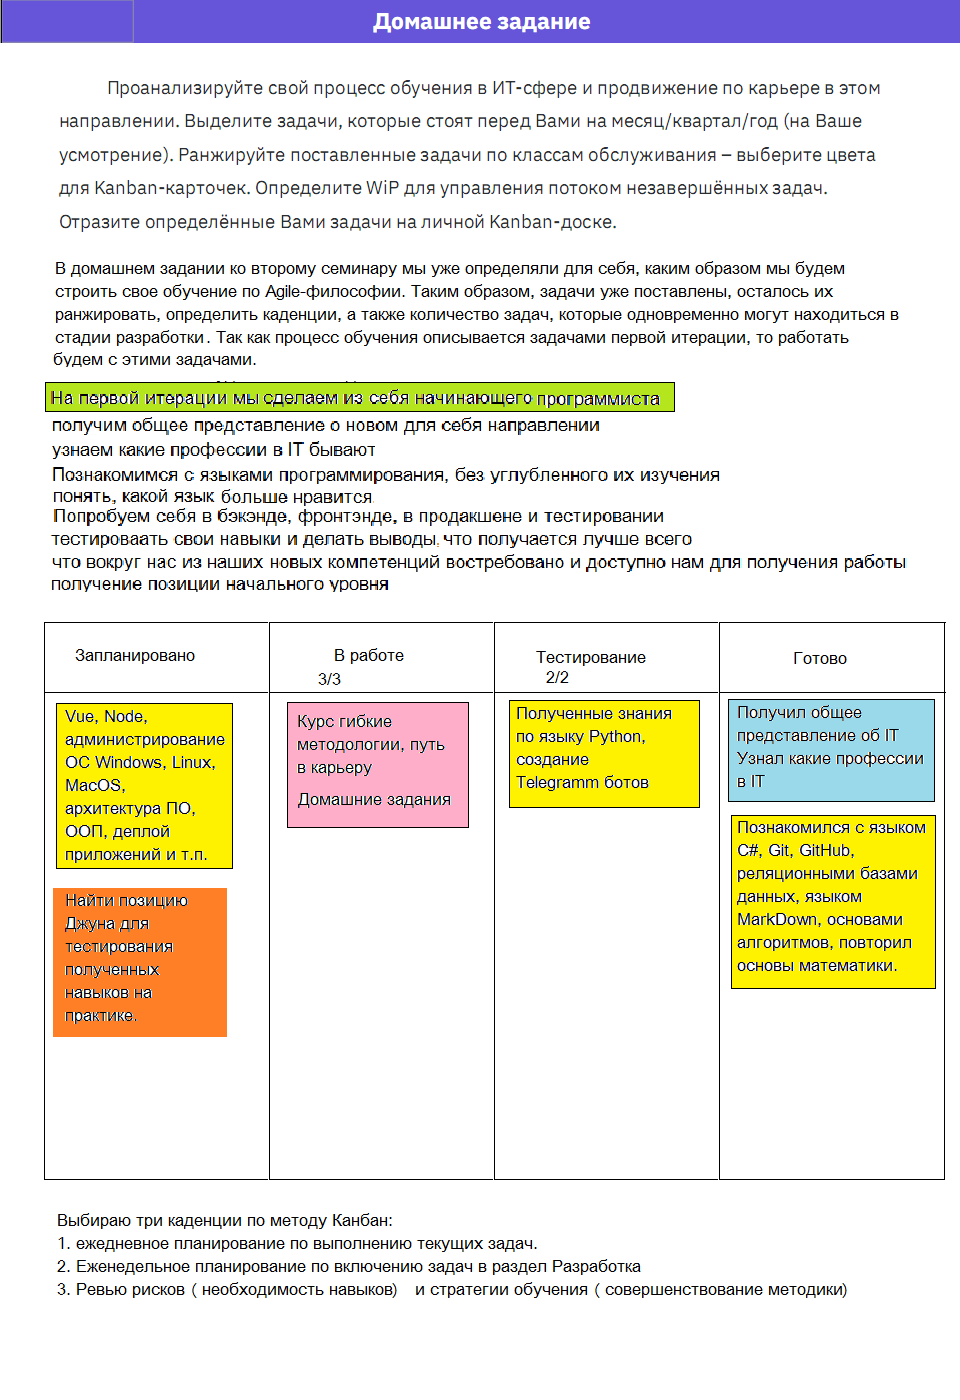 Домашнее задание
Проанализируйте свой процесс обучения в ИТ-сфере и продвижение по карьере в этом
направлении. Выделите задачи, которые стоят перед Вами на месяц/квартал/год (на Ваше
усмотрение). Ранжируйте поставленные задачи по классам обслуживания – выберите цвета
для Kanban-карточек. Определите WiP для управления потоком незавершённых задач.
Отразите определённые Вами задачи на личной Kanban-доске.
В домашнем задании ко второму семинару мы уже определяли для себя, каким образом мы будем
строить свое обучение по Agile-философии. Таким образом, задачи уже поставлены, осталось их
ранжировать, определить каденции, а также количество задач, которые одновременно могут находиться в
стадии разработки. Так как процесс обучения описывается задачами первой итерации, то работать
будем с этими задачами.
На первой итерации мы сделаем из себя начинающего программиста
получим общее представление о новом для себя направлении
узнаем какие профессии в IT бывают
Познакомимся с языками программирования, без углубленного их изучения
понять, какой язык больше нравится
Попробуем себя в бэкэнде, фронтэнде, в продакшене и тестировании
тестироваать свои навыки и делать выводы, что получается лучше всего
что вокруг нас из наших новых компетенций востребовано и доступно нам для получения работы
получение позиции начального уровня
Запланировано
В работе
3/3
Тестирование
2/2
Готово
Vue, Node,
администрирование
ОС Windows, Linux,
MacOS,
архитектура ПО,
ООП, деплой
приложений и т.п.
Найти позицию
Джуна для
тестирования
полученных
навыков на
практике.
Курс гибкие
методологии, путь
в карьеру
Домашние задания
Полученные знания
по языку Python,
создание
Telegramm ботов
Получил общее
представление об IT
Узнал какие профессии
в IT
Познакомился с языком
C#, Git, GitHub,
реляционными базами
данных, языком
MarkDown, основами
алгоритмов, повторил
основы математики.
Выбираю три каденции по методу Канбан:
1. ежедневное планирование по выполнению текущих задач.
2. Еженедельное планирование по включению задач в раздел Разработка
3. Ревью рисков ( необходимость навыков) и стратегии обучения ( совершенствование методики)